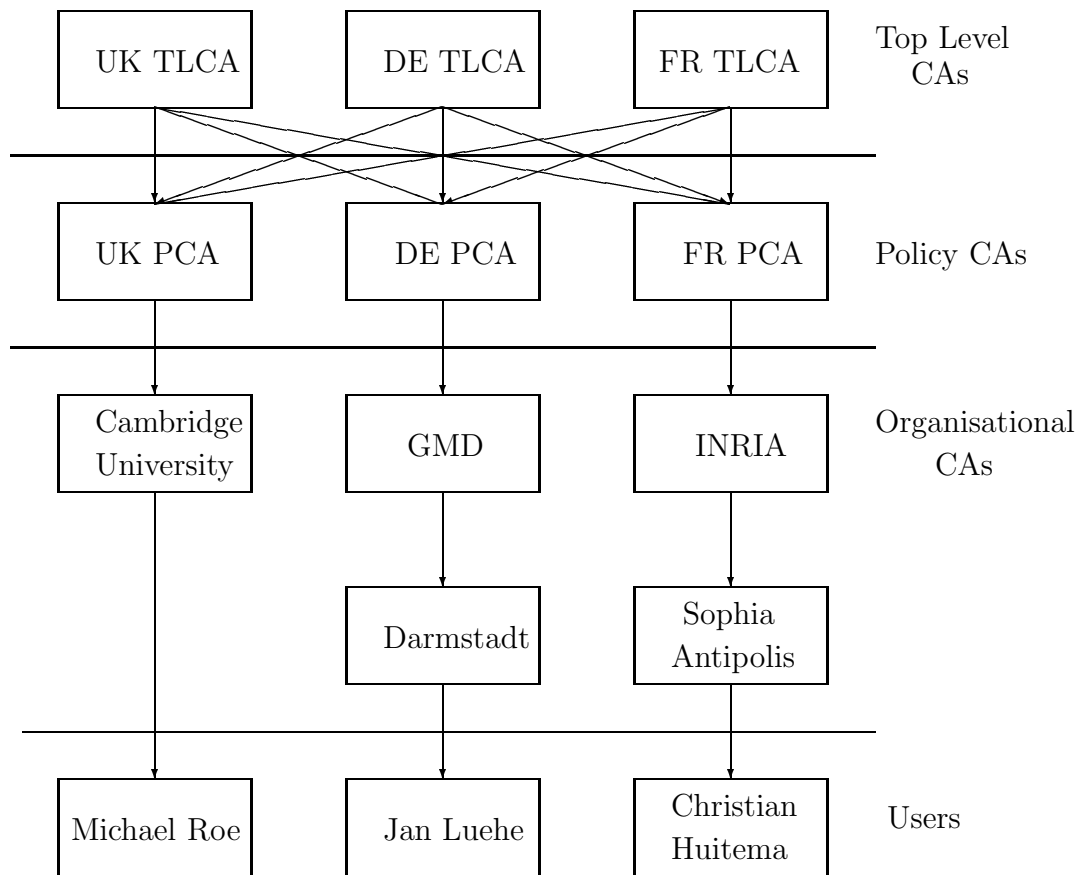 UK TLCA
DE TLCA
FR TLCA
Top Level
CAs
UK PCA
DE PCA
FR PCA
Policy CAs
Cambridge
University
GMD
INRIA
Organisational
CAs
Darmstadt
Sophia
Antipolis
Michael Roe
Jan Luehe
Christian
Huitema
Users